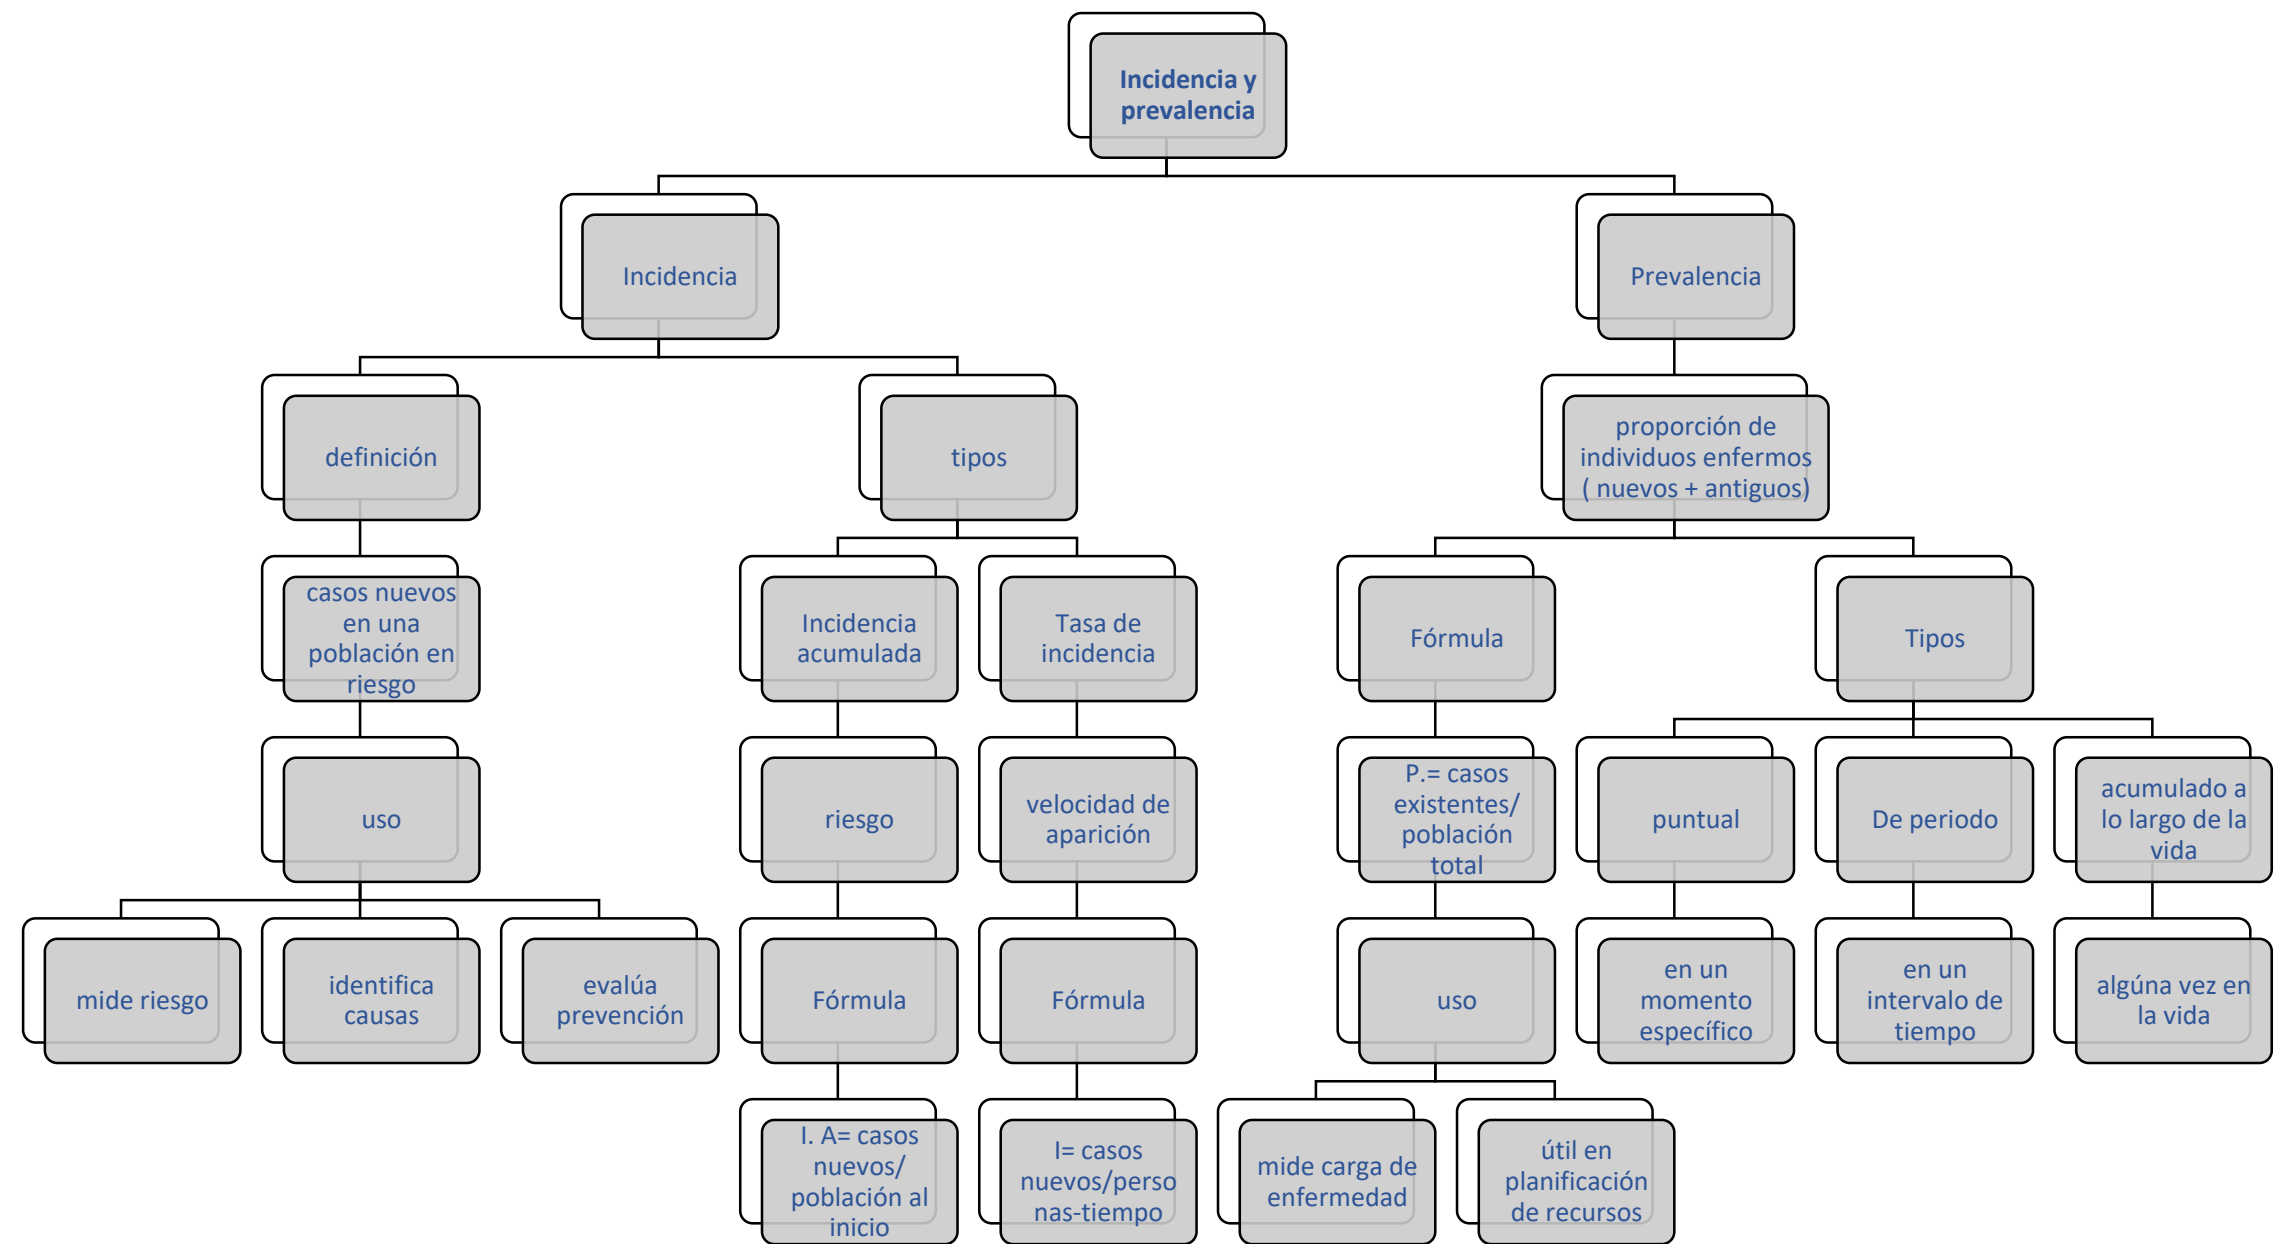 Incidencia y
prevalencia
Incidencia
Prevalencia
definición
tipos
proporción de
individuos enfermos
( nuevos + antiguos)
casos nuevos
en una
población en
riesgo
Incidencia
acumulada
Tasa de
incidencia
Fórmula
Tipos
uso
riesgo
velocidad de
aparición
P.= casos
existentes/
población
total
puntual
De periodo
acumulado a
lo largo de la
vida
mide riesgo
identifica
causas
evalúa
prevención
Fórmula
Fórmula
uso
en un
momento
específico
en un
intervalo de
tiempo
algúna vez en
la vida
I. A= casos
nuevos/
población al
inicio
I= casos
nuevos/perso
nas-tiempo
mide carga de
enfermedad
útil en
planificación
de recursos